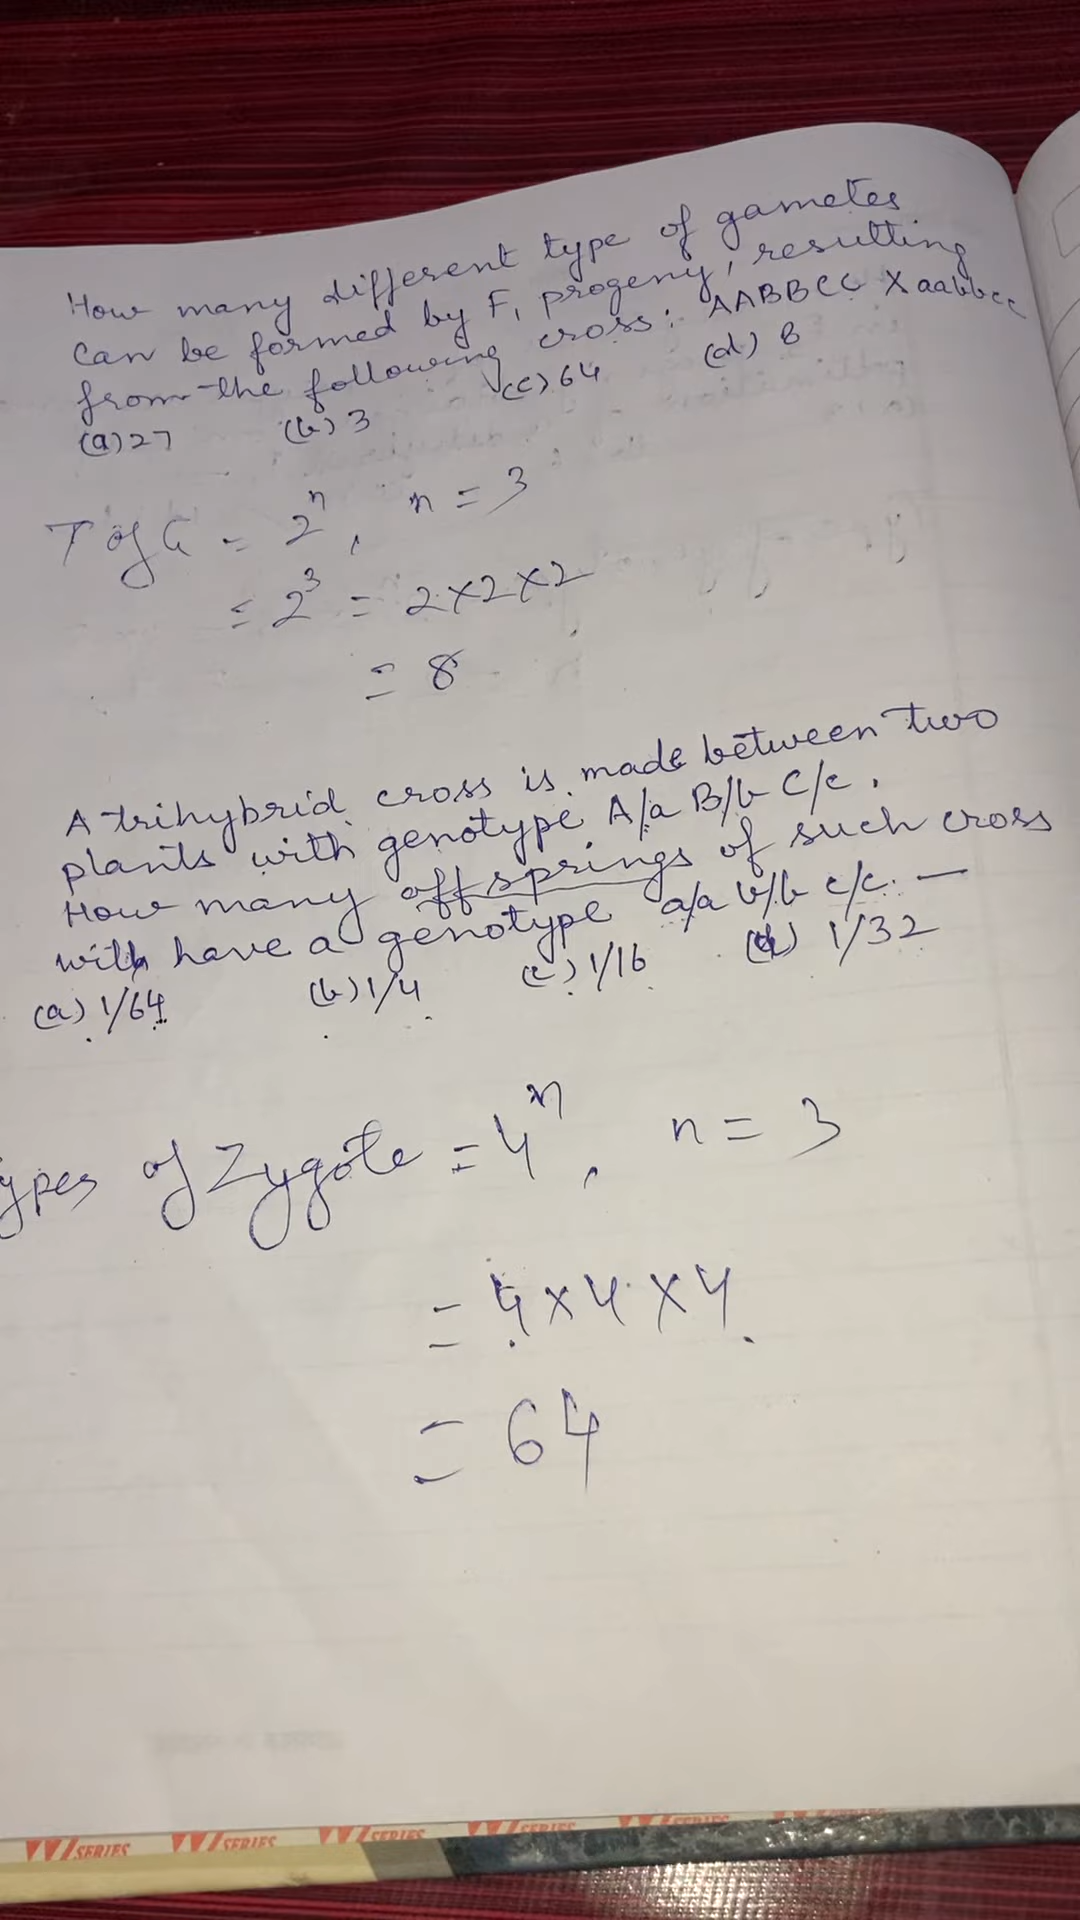 How many different type of gametes
can be formed by F1 progeny, resulting
from the following cross: AABBCC X aabbcc
(a) 27 (b) 3 (c) 64 (d) 8
T of G = 2^n, n = 3
= 2^3 = 2x2x2
= 8
A trihybrid cross is made between two
plants with genotype A/a B/b C/c.
How many offsprings of such cross
will have a genotype a/a b/b c/c. —
(a) 1/64 (b) 1/4 (c) 1/16 (d) 1/32
ypes of Zygote = 4^n, n = 3
= 4 x 4 x 4
= 64
SERIES SERIES SERIES SERIES